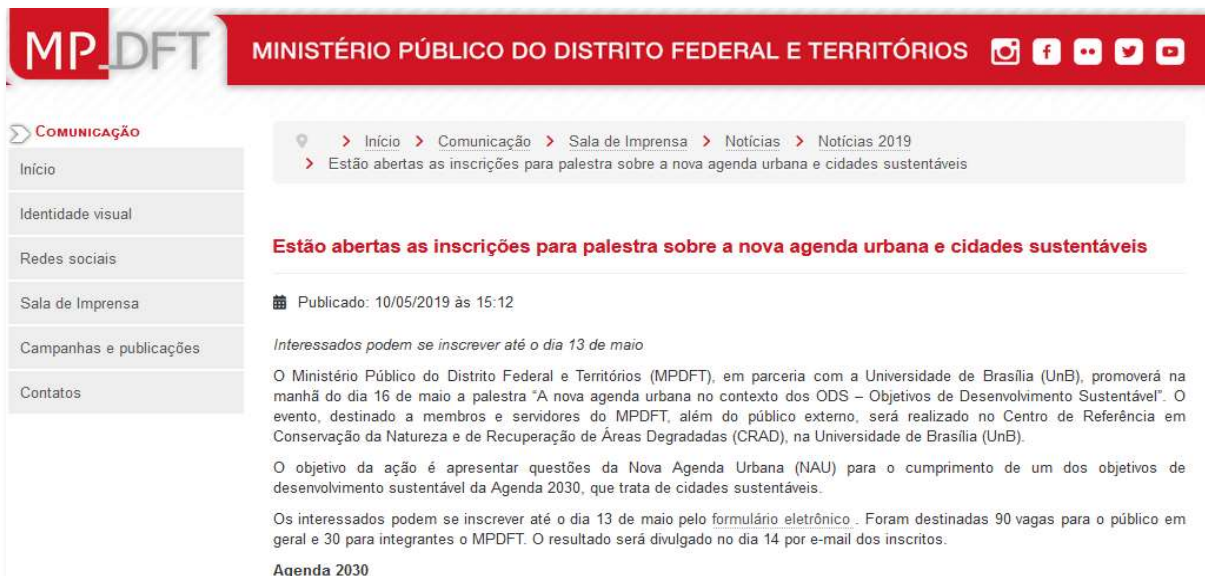 MP DFT
MINISTÉRIO PÚBLICO DO DISTRITO FEDERAL E TERRITÓRIOS
COMUNICAÇÃO
Início
Identidade visual
Redes sociais
Sala de Imprensa
Campanhas e publicações
Contatos
> Início > Comunicação > Sala de Imprensa > Notícias > Notícias 2019
> Estão abertas as inscrições para palestra sobre a nova agenda urbana e cidades sustentáveis
Estão abertas as inscrições para palestra sobre a nova agenda urbana e cidades sustentáveis
Publicado: 10/05/2019 às 15:12
Interessados podem se inscrever até o dia 13 de maio
O Ministério Público do Distrito Federal e Territórios (MPDFT), em parceria com a Universidade de Brasília (UnB), promoverá na
manhã do dia 16 de maio a palestra “A nova agenda urbana no contexto dos ODS – Objetivos de Desenvolvimento Sustentável”. O
evento, destinado a membros e servidores do MPDFT, além do público externo, será realizado no Centro de Referência em
Conservação da Natureza e de Recuperação de Áreas Degradadas (CRAD), na Universidade de Brasília (UnB).
O objetivo da ação é apresentar questões da Nova Agenda Urbana (NAU) para o cumprimento de um dos objetivos de
desenvolvimento sustentável da Agenda 2030, que trata de cidades sustentáveis.
Os interessados podem se inscrever até o dia 13 de maio pelo formulário eletrônico . Foram destinadas 90 vagas para o público em
geral e 30 para integrantes o MPDFT. O resultado será divulgado no dia 14 por e-mail dos inscritos.
Agenda 2030